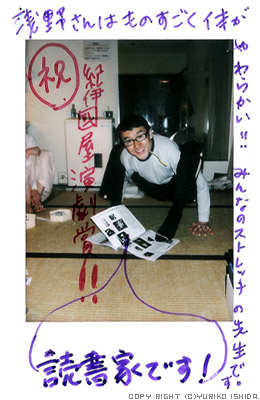 浅野さんはものすごく体が
やわらかい!!! みんなのストレッチの先生です。
祝
紀伊国屋演劇賞!!
読書家です!
COPY RIGHT (C)YURIKO ISHIDA.